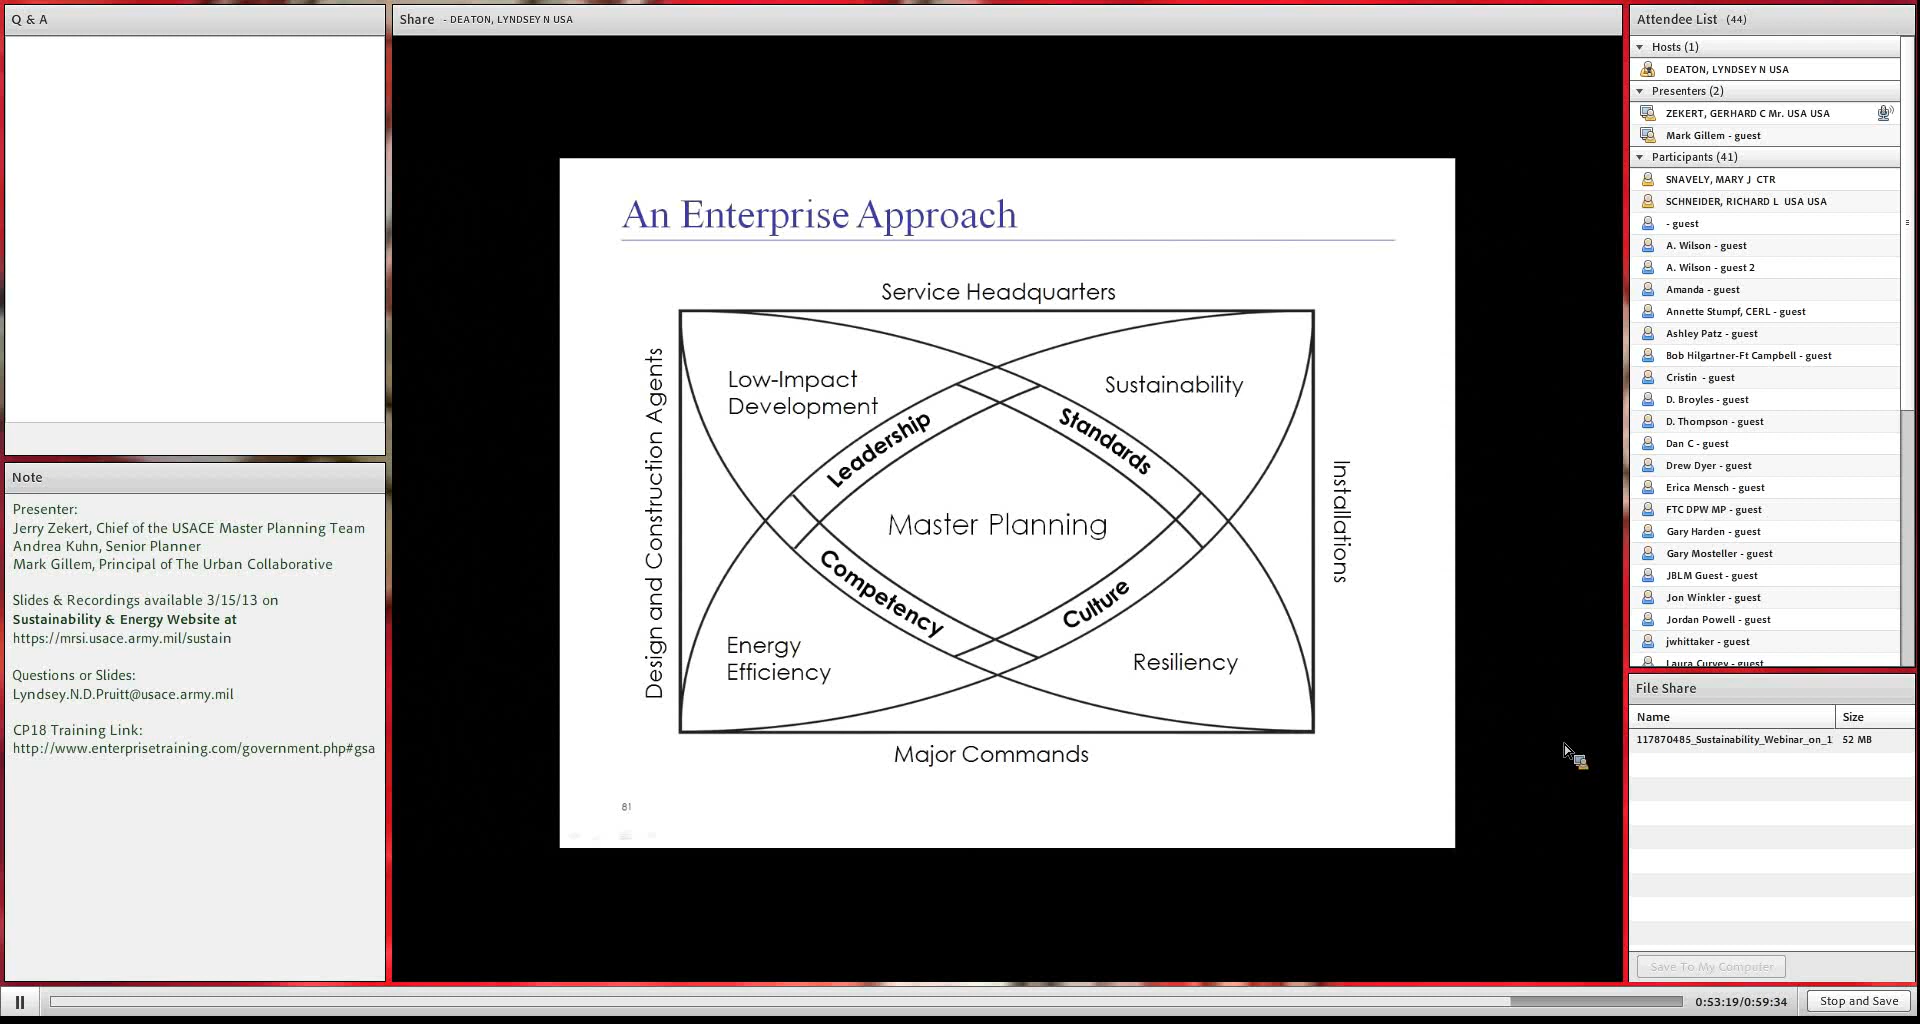 Q & A
Share - DEATON, LYNDSEY N USA
Attendee List (44)
Hosts (1)
DEATON, LYNDSEY N USA
Presenters (2)
ZEKERT, GERHARD C Mr. USA USA
Mark Gillem - guest
Participants (41)
SNAVELY, MARY J CTR
SCHNEIDER, RICHARD L USA USA
- guest
A. Wilson - guest
A. Wilson - guest 2
Amanda - guest
Annette Stumpf, CERL - guest
Ashley Patz - guest
Bob Hilgartner-Ft Campbell - guest
Cristin - guest
D. Broyles - guest
D. Thompson - guest
Dan C - guest
Drew Dyer - guest
Erica Mensch - guest
FTC DPW MP - guest
Gary Harden - guest
Gary Mosteller - guest
JBLM Guest - guest
Jon Winkler - guest
Jordan Powell - guest
jwhittaker - guest
Laura Curvey - guest
An Enterprise Approach
Service Headquarters
Design and Construction Agents
Low-Impact
Development
Sustainability
Leadership
Standards
Master Planning
Installations
Competency
Culture
Energy
Efficiency
Resiliency
Major Commands
81
Note
Presenter:
Jerry Zekert, Chief of the USACE Master Planning Team
Andrea Kuhn, Senior Planner
Mark Gillem, Principal of The Urban Collaborative
Slides & Recordings available 3/15/13 on
Sustainability & Energy Website at
https://mrsi.usace.army.mil/sustain
Questions or Slides:
Lyndsey.N.D.Pruitt@usace.army.mil
CP18 Training Link:
http://www.enterprisetraining.com/government.php#gsa
File Share
Name Size
117870485_Sustainability_Webinar_on_1 52 MB
Save To My Computer
0:53:19/0:59:34
Stop and Save